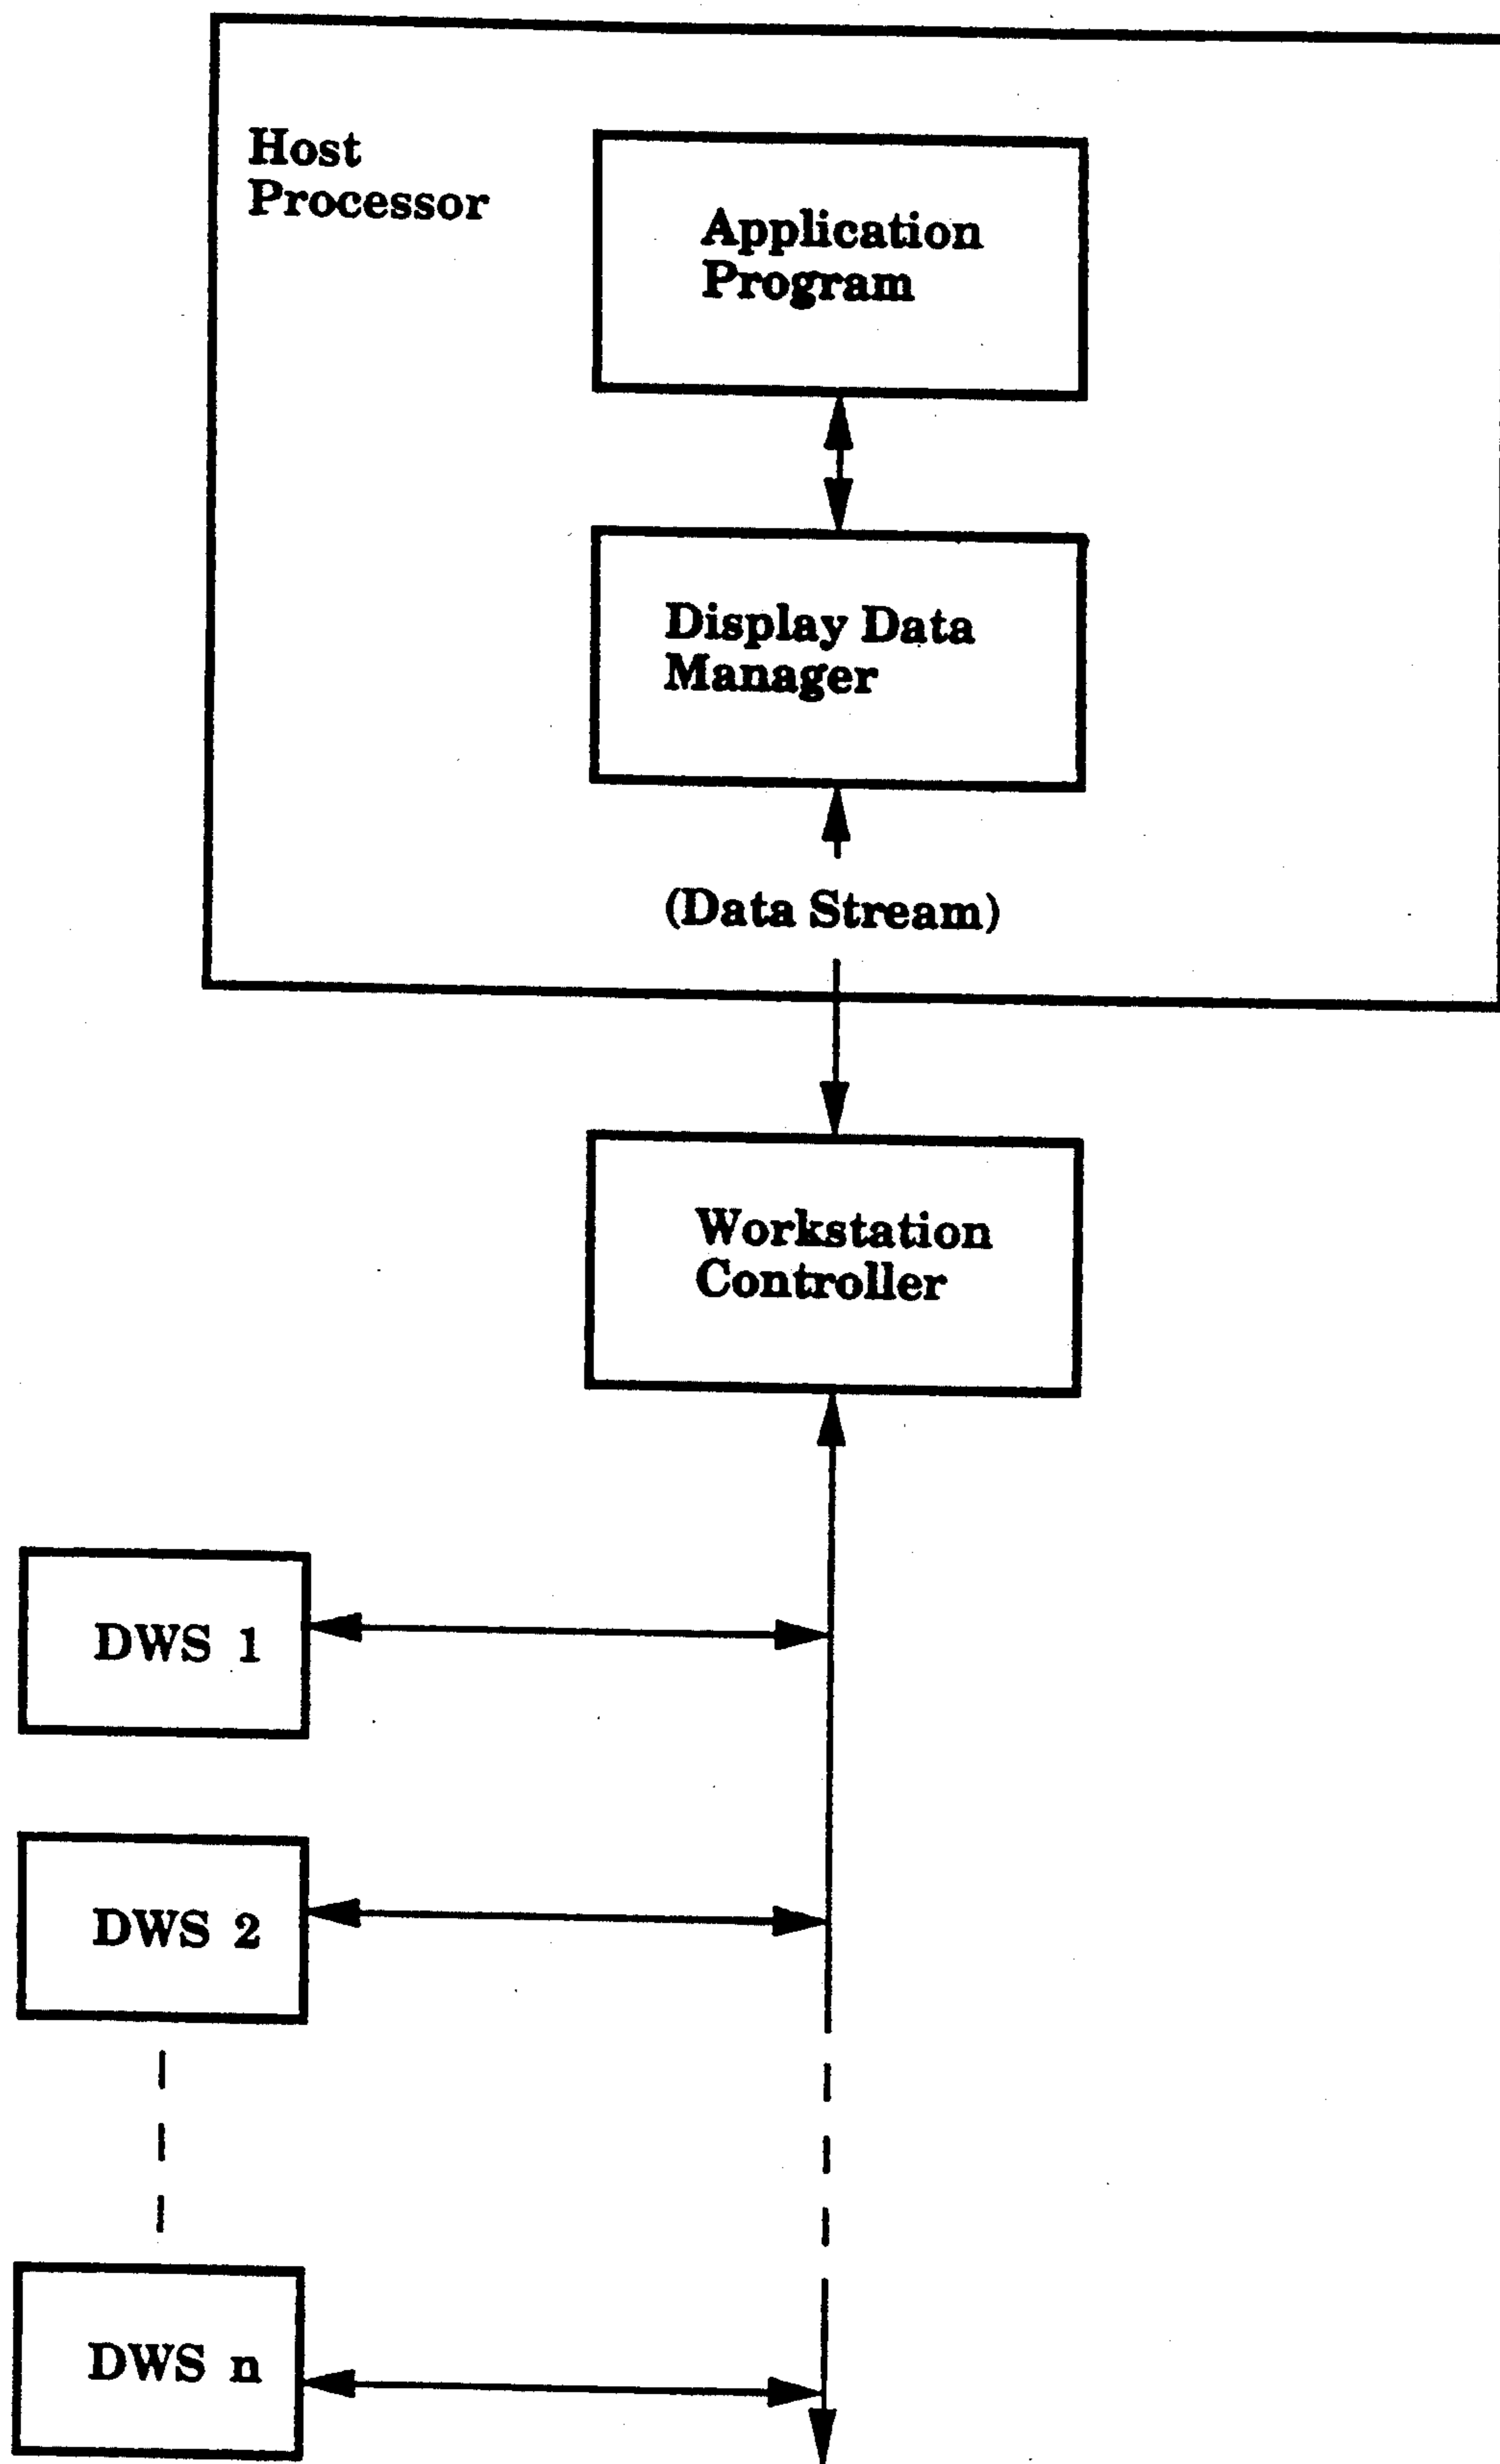 Host
Processor
Application
Program
Display Data
Manager
(Data Stream)
Workstation
Controller
DWS 1
DWS 2
DWS n